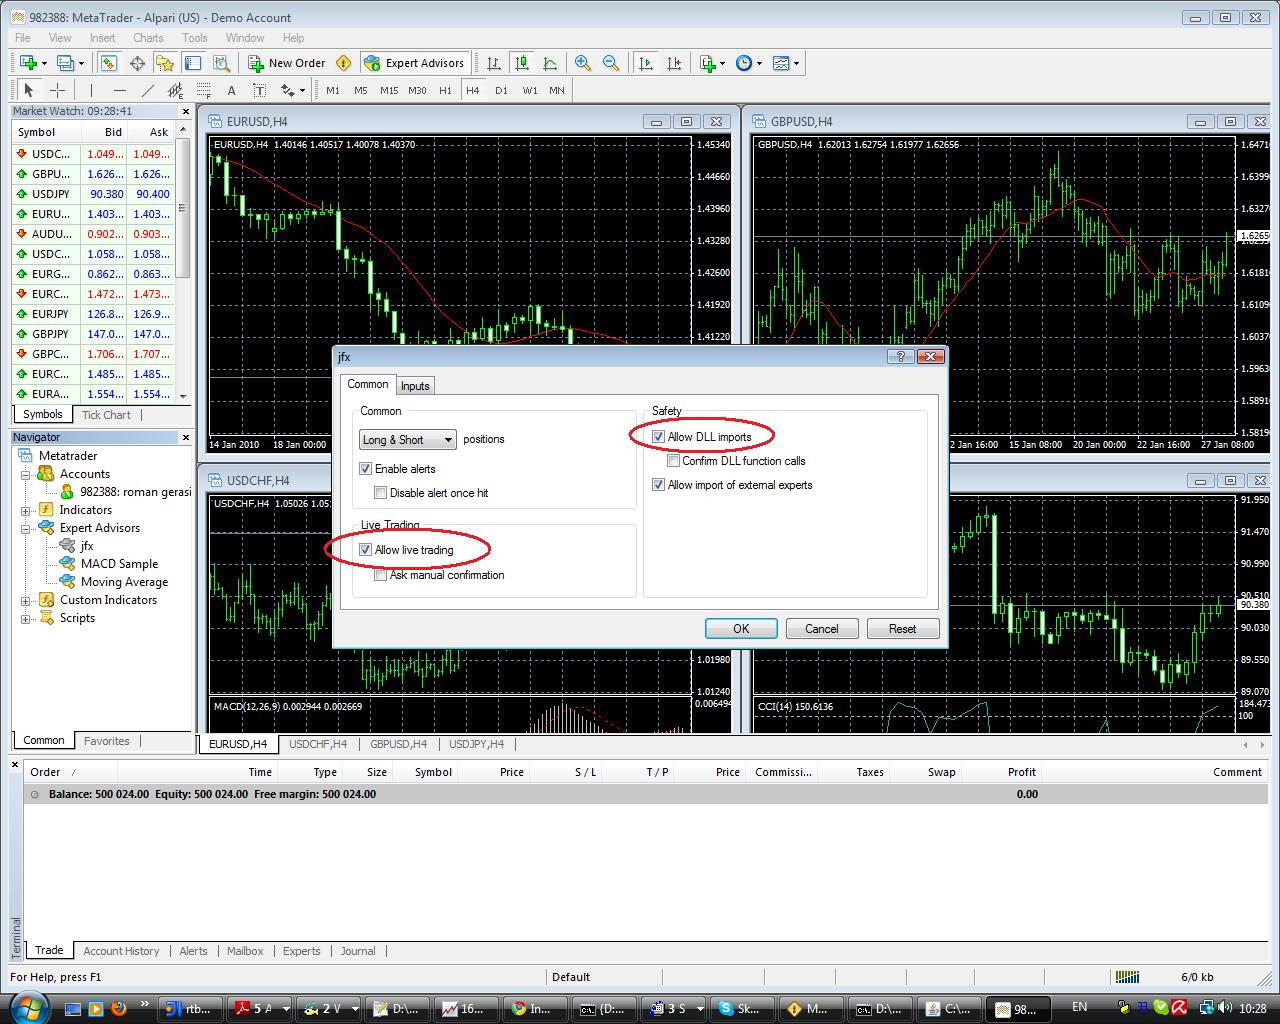 982388: MetaTrader - Alpari (US) - Demo Account
File View Insert Charts Tools Window Help
New Order Expert Advisors
A T M1 M5 M15 M30 H1 H4 D1 W1 MN
Market Watch: 09:28:41
Symbol Bid Ask
USDC... 1.049... 1.049...
GBPU... 1.626... 1.626...
USDJPY 90.380 90.400
EURU... 1.403... 1.403...
AUDU... 0.902... 0.903...
USDC... 1.058... 1.058...
EURG... 0.862... 0.863...
EURC... 1.472... 1.473...
EURJPY 126.8... 126.9...
GBPJPY 147.0... 147.0...
GBPC... 1.706... 1.707...
EURC... 1.485... 1.485...
EURA... 1.554... 1.554...
Symbols Tick Chart
Navigator
Metatrader
Accounts
982388: roman gerasi
Indicators
Expert Advisors
jfx
MACD Sample
Moving Average
Custom Indicators
Scripts
Common Favorites
EURUSD,H4
EURUSD,H4 1.40146 1.40517 1.40078 1.40370
1.45340
1.44660
1.43960
1.43280
1.42600
1.41920
1.41220
14 Jan 2010 18 Jan 00:00
GBPUSD,H4
GBPUSD,H4 1.62013 1.62754 1.61977 1.62656
1.6471
1.6399
1.6327
1.6265
1.6181
1.6109
1.6037
1.5965
1.5891
1.5819
12 Jan 16:00 15 Jan 08:00 20 Jan 00:00 22 Jan 16:00 27 Jan 08:00
USDCHF,H4
USDCHF,H4 1.05026
1.01980
1.01240
MACD(12,26,9) 0.002944 0.002669
0.006494
91.950
91.450
90.990
90.510
90.380
90.030
89.550
89.070
CCI(14) 150.6136
184.473
100
jfx
Common Inputs
Common
Long & Short positions
Enable alerts
Disable alert once hit
Live Trading
Allow live trading
Ask manual confirmation
Safety
Allow DLL imports
Confirm DLL function calls
Allow import of external experts
OK Cancel Reset
EURUSD,H4 USDCHF,H4 GBPUSD,H4 USDJPY,H4
Order / Time Type Size Symbol Price S / L T / P Price Commissi... Taxes Swap Profit Comment
Balance: 500 024.00 Equity: 500 024.00 Free margin: 500 024.00 0.00
Terminal
Trade Account History Alerts Mailbox Experts Journal
For Help, press F1 Default 6/0 kb
rtb... 5 A 2 V D:\... 16... In... {D:... 3 S Sk... M... D:\... C:\... 98... EN 10:28